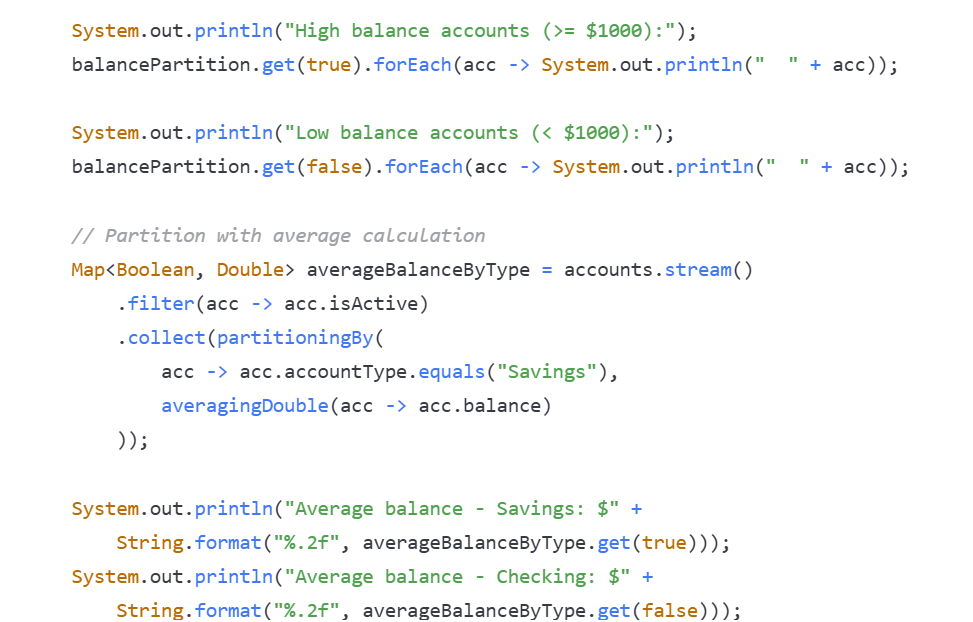 System.out.println("High balance accounts (>= $1000):");
balancePartition.get(true).forEach(acc -> System.out.println("  " + acc));

System.out.println("Low balance accounts (< $1000):");
balancePartition.get(false).forEach(acc -> System.out.println("  " + acc));

// Partition with average calculation
Map<Boolean, Double> averageBalanceByType = accounts.stream()
    .filter(acc -> acc.isActive)
    .collect(partitioningBy(
        acc -> acc.accountType.equals("Savings"),
        averagingDouble(acc -> acc.balance)
    ));

System.out.println("Average balance - Savings: $" +
    String.format("%.2f", averageBalanceByType.get(true)));
System.out.println("Average balance - Checking: $" +
    String.format("%.2f", averageBalanceByType.get(false)));